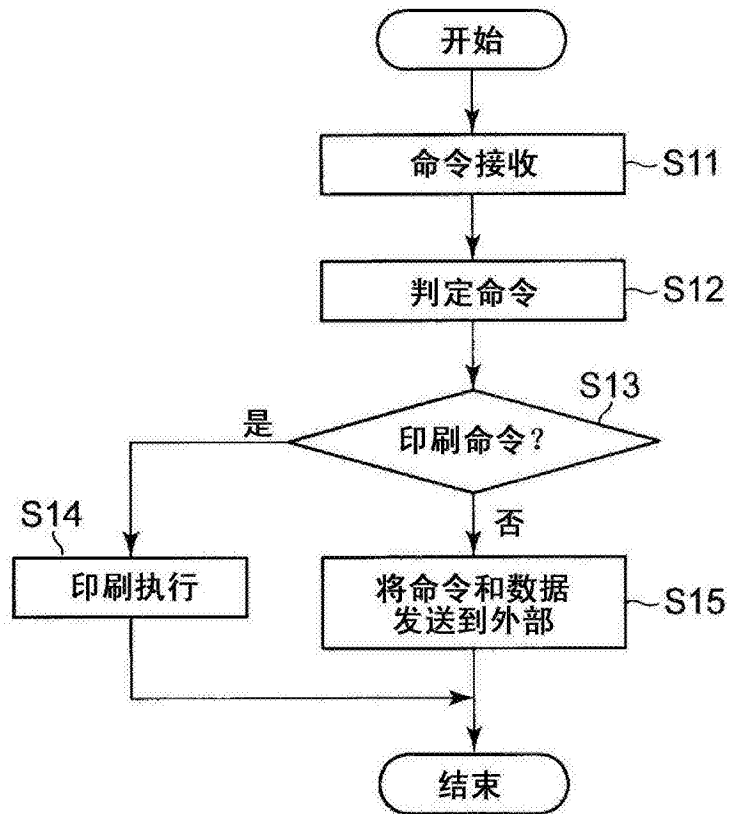 开始
命令接收
S11
判定命令
S12
S13
是
印刷命令?
S14
否
印刷执行
将命令和数据
发送到外部
S15
结束